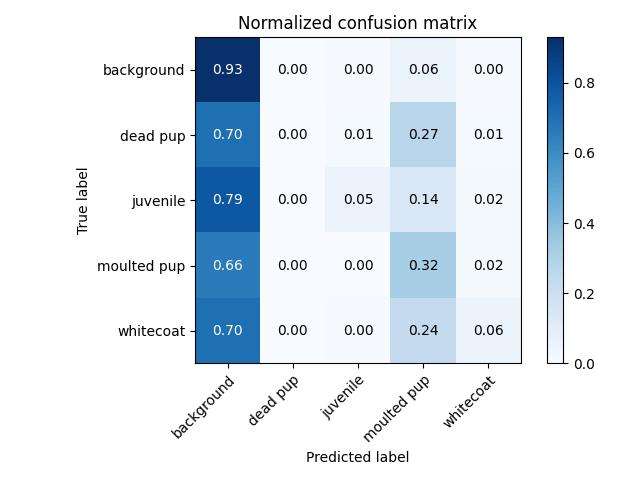 Normalized confusion matrix
True label
background 0.93 0.00 0.00 0.06 0.00
dead pup 0.70 0.00 0.01 0.27 0.01
juvenile 0.79 0.00 0.05 0.14 0.02
moulted pup 0.66 0.00 0.00 0.32 0.02
whitecoat 0.70 0.00 0.00 0.24 0.06
background dead pup juvenile moulted pup whitecoat
Predicted label
0.8
0.6
0.4
0.2
0.0